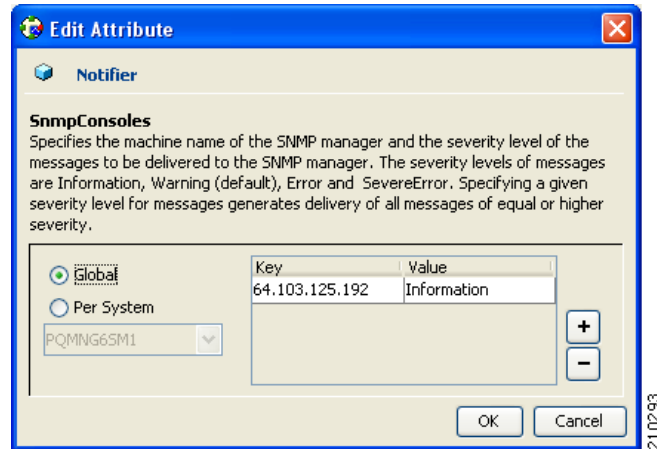 Edit Attribute
Notifier
SnmpConsoles
Specifies the machine name of the SNMP manager and the severity level of the
messages to be delivered to the SNMP manager. The severity levels of messages
are Information, Warning (default), Error and SevereError. Specifying a given
severity level for messages generates delivery of all messages of equal or higher
severity.
Global
Per System
PQMNG6SM1
Key Value
64.103.125.192 Information
+
-
OK Cancel
210293